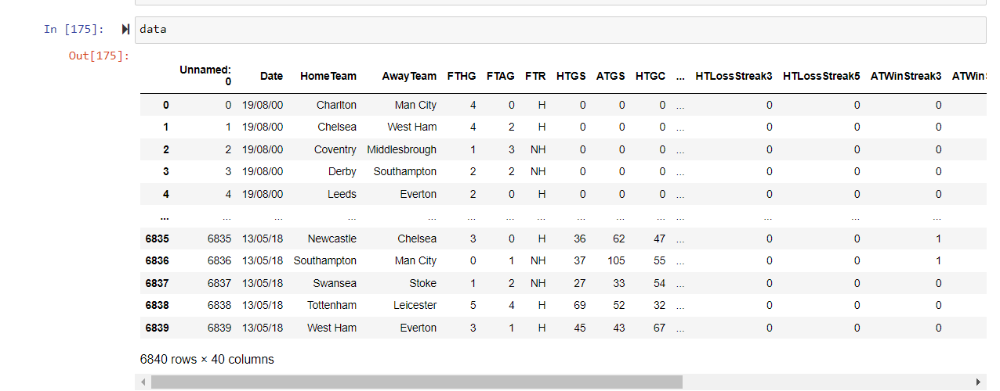 In [175]: data
Out[175]:
Unnamed: 0 Date HomeTeam AwayTeam FTHG FTAG FTR HTGS ATGS HTGC ... HTLossStreak3 HTLossStreak5 ATWinStreak3 ATWinS
0 0 19/08/00 Charlton Man City 4 0 H 0 0 0 ... 0 0 0
1 1 19/08/00 Chelsea West Ham 4 2 H 0 0 0 ... 0 0 0
2 2 19/08/00 Coventry Middlesbrough 1 3 NH 0 0 0 ... 0 0 0
3 3 19/08/00 Derby Southampton 2 2 NH 0 0 0 ... 0 0 0
4 4 19/08/00 Leeds Everton 2 0 H 0 0 0 ... 0 0 0
... ... ... ... ... ... ... ... ... ... ... ... ... ... ...
6835 6835 13/05/18 Newcastle Chelsea 3 0 H 36 62 47 ... 0 0 1
6836 6836 13/05/18 Southampton Man City 0 1 NH 37 105 55 ... 0 0 1
6837 6837 13/05/18 Swansea Stoke 1 2 NH 27 33 54 ... 0 0 0
6838 6838 13/05/18 Tottenham Leicester 5 4 H 69 52 32 ... 0 0 0
6839 6839 13/05/18 West Ham Everton 3 1 H 45 43 67 ... 0 0 0
6840 rows × 40 columns